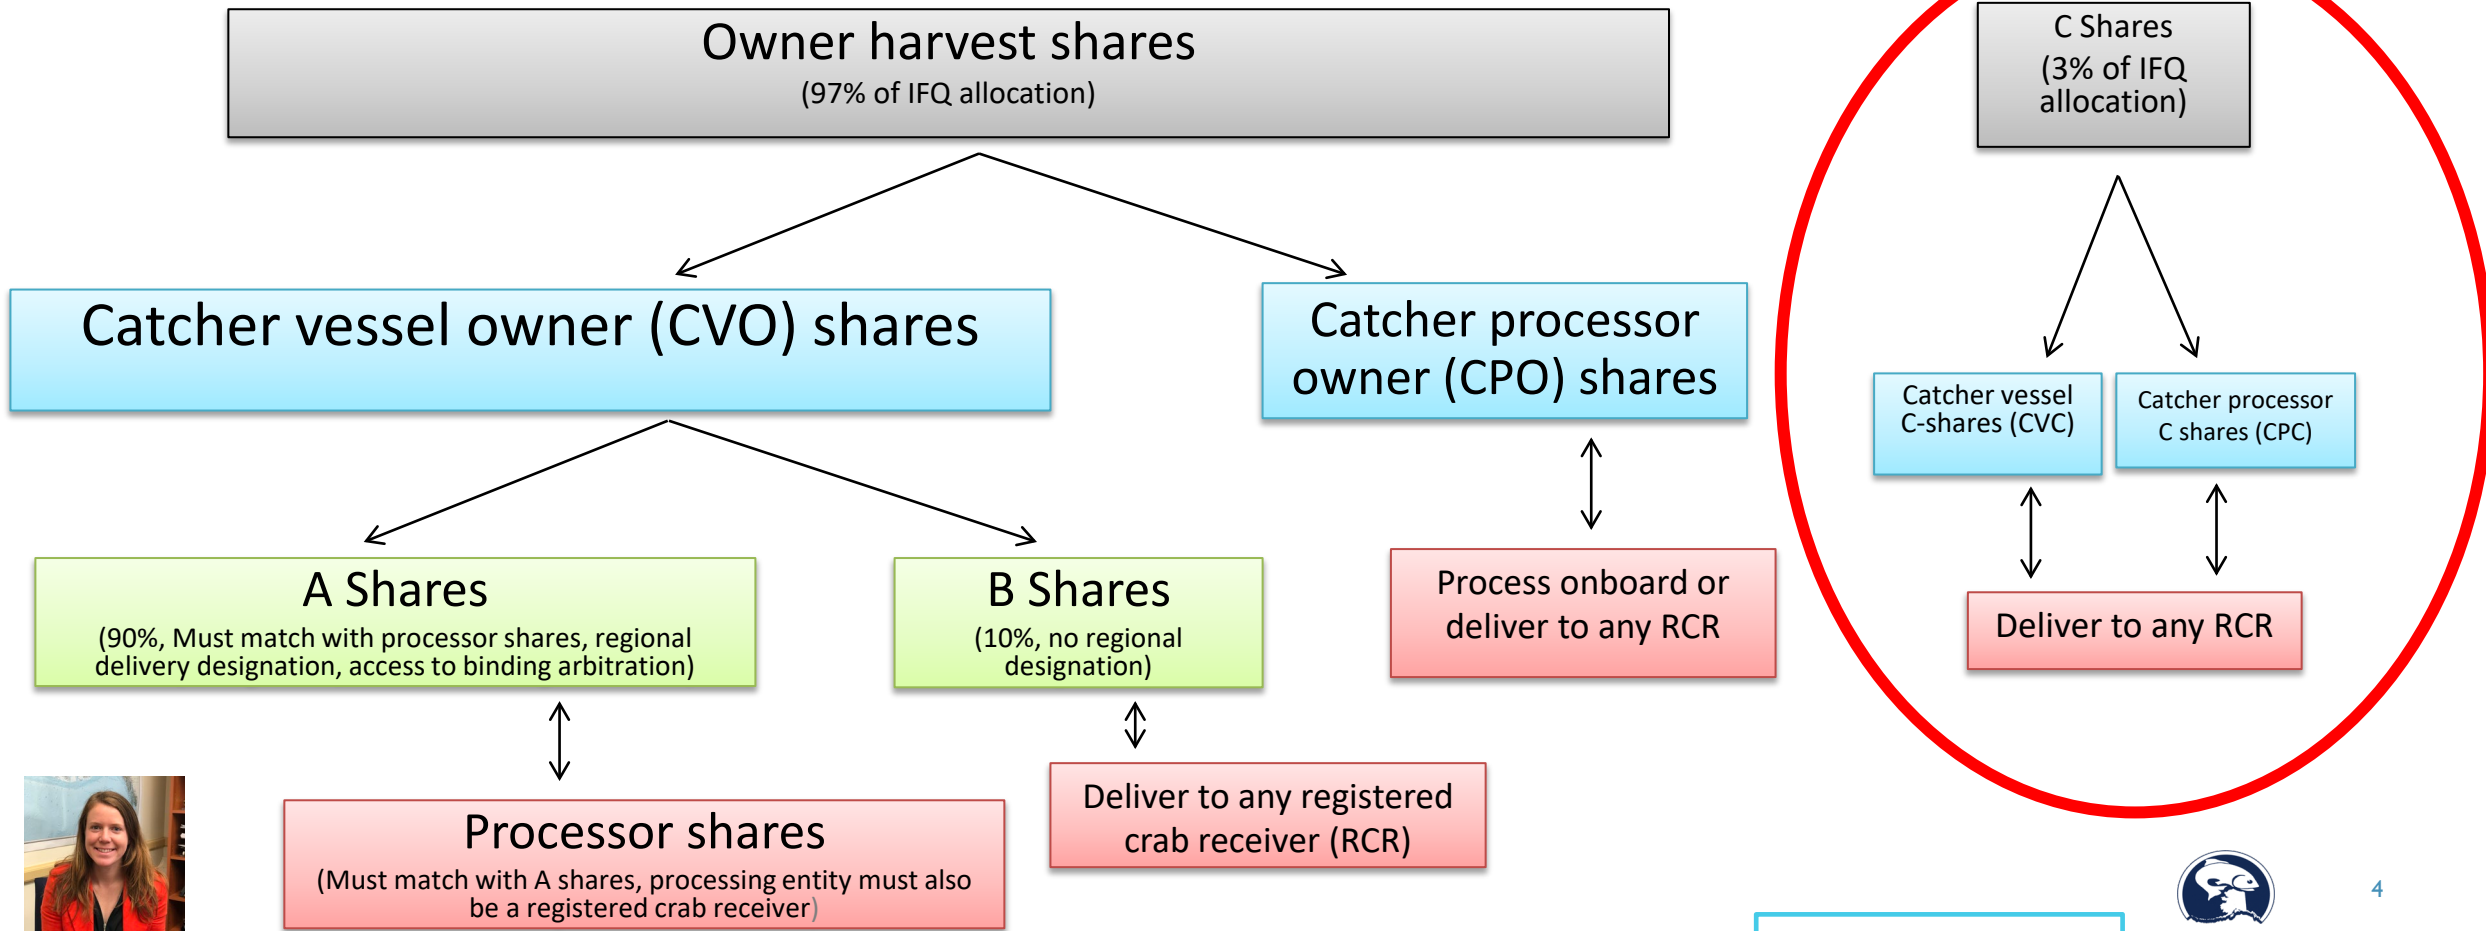 Owner harvest shares
(97% of IFQ allocation)
C Shares
(3% of IFQ
allocation)
Catcher vessel owner (CVO) shares
Catcher processor
owner (CPO) shares
Catcher vessel
C-shares (CVC)
Catcher processor
C shares (CPC)
A Shares
(90%, Must match with processor shares, regional
delivery designation, access to binding arbitration)
B Shares
(10%, no regional
designation)
Process onboard or
deliver to any RCR
Deliver to any RCR
Processor shares
(Must match with A shares, processing entity must also
be a registered crab receiver)
Deliver to any registered
crab receiver (RCR)
4